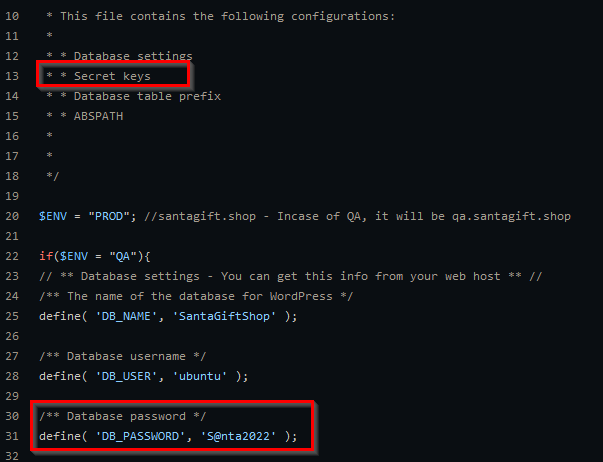 10 * This file contains the following configurations:
11 *
12 * * Database settings
13 * * Secret keys
14 * * Database table prefix
15 * * ABSPATH
16 *
17 *
18 */
19
20 $ENV = "PROD"; //santagift.shop - Incase of QA, it will be qa.santagift.shop
21
22 if($ENV = "QA"){
23 // ** Database settings - You can get this info from your web host ** //
24 /** The name of the database for WordPress */
25 define( 'DB_NAME', 'SantaGiftShop' );
26
27 /** Database username */
28 define( 'DB_USER', 'ubuntu' );
29
30 /** Database password */
31 define( 'DB_PASSWORD', 'S@nta2022' );
32